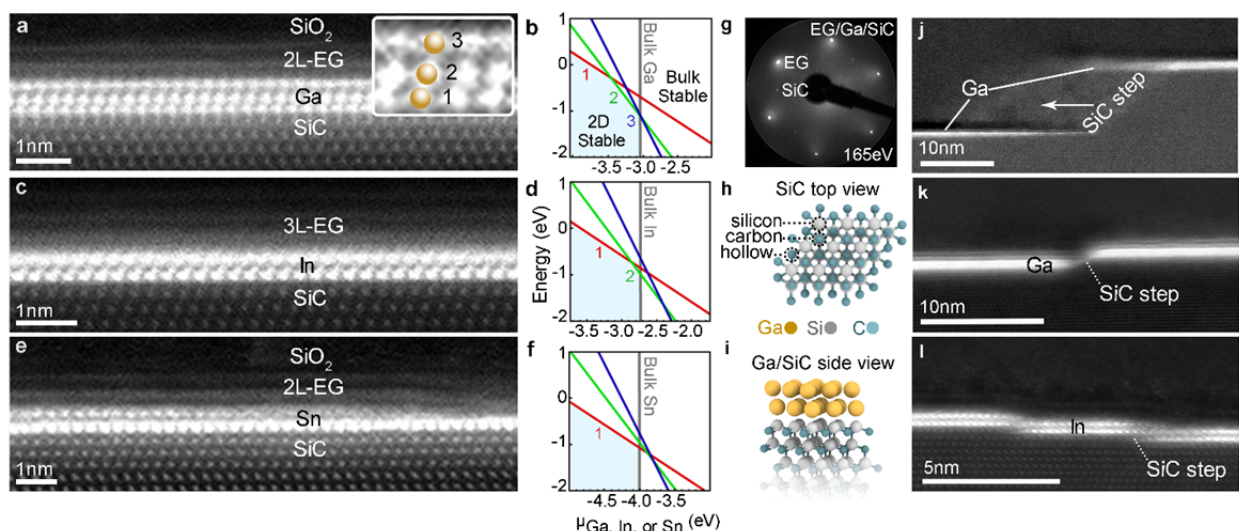 a
SiO2
2L-EG
Ga
SiC
1nm
3
2
1
b
1
0
-1
-2
1
2
3
2D
Stable
Bulk Ga
Bulk
Stable
-3.5 -3.0 -2.5
c
3L-EG
In
SiC
1nm
d
1
0
-1
-2
1
2
Bulk In
-3.0 -2.5 -2.0
Energy (eV)
e
SiO2
2L-EG
Sn
SiC
1nm
f
1
0
-1
-2
1
Bulk Sn
-4.5 -4.0 -3.5
μGa, In, or Sn (eV)
g
EG/Ga/SiC
EG
SiC
165eV
h
SiC top view
silicon
carbon
hollow
Ga Si C
i
Ga/SiC side view
j
Ga
SiC step
10nm
k
Ga
SiC step
10nm
l
In
SiC step
5nm